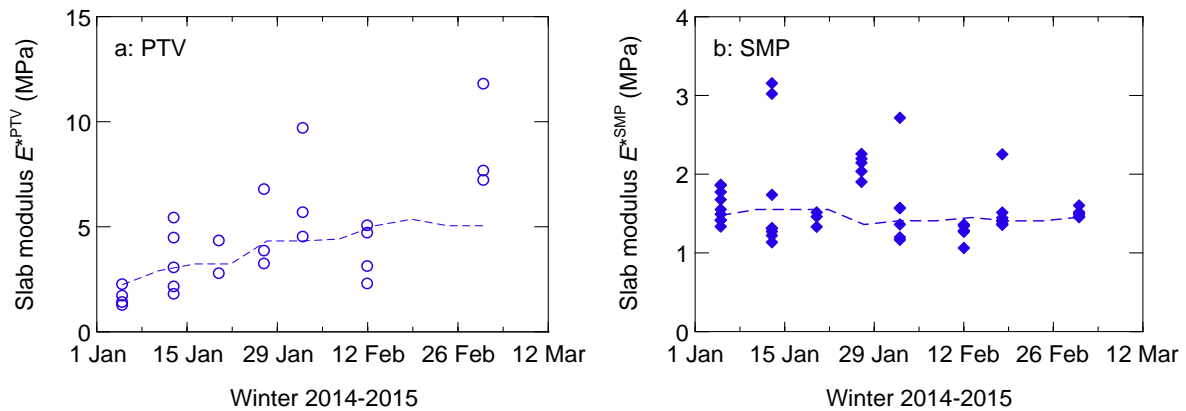 a: PTV
Slab modulus E*PTV (MPa)
15
10
5
0
1 Jan 15 Jan 29 Jan 12 Feb 26 Feb 12 Mar
Winter 2014-2015
b: SMP
Slab modulus E*SMP (MPa)
4
3
2
1
0
1 Jan 15 Jan 29 Jan 12 Feb 26 Feb 12 Mar
Winter 2014-2015